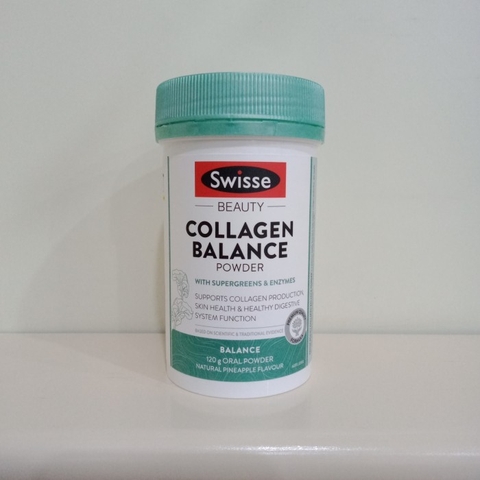 Swisse
BEAUTY
COLLAGEN
BALANCE
POWDER
WITH SUPERGREENS & ENZYMES
SUPPORTS COLLAGEN PRODUCTION,
SKIN HEALTH & HEALTHY DIGESTIVE
SYSTEM FUNCTION
BALANCE
120 g ORAL POWDER
NATURAL PINEAPPLE FLAVOUR